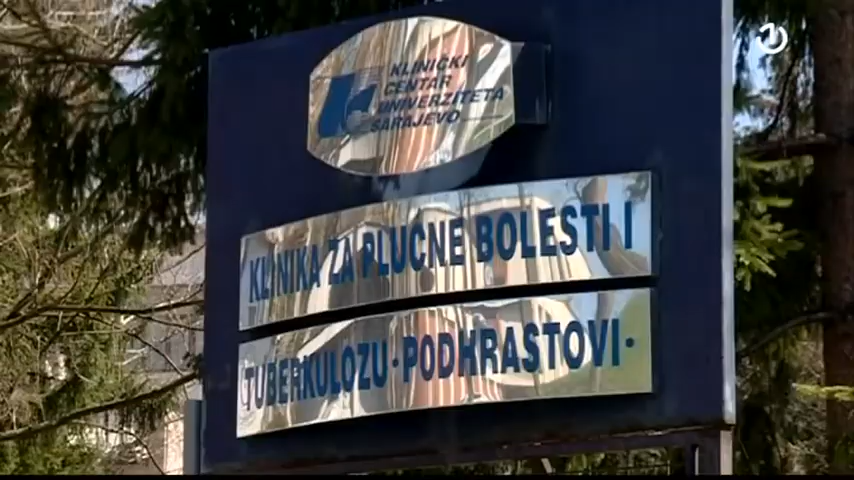 KLINIČKI
CENTAR
UNIVERZITETA
SARAJEVO
KLINIKA ZA PLUĆNE BOLESTI I
TUBERKULOZU · PODHRASTOVI ·